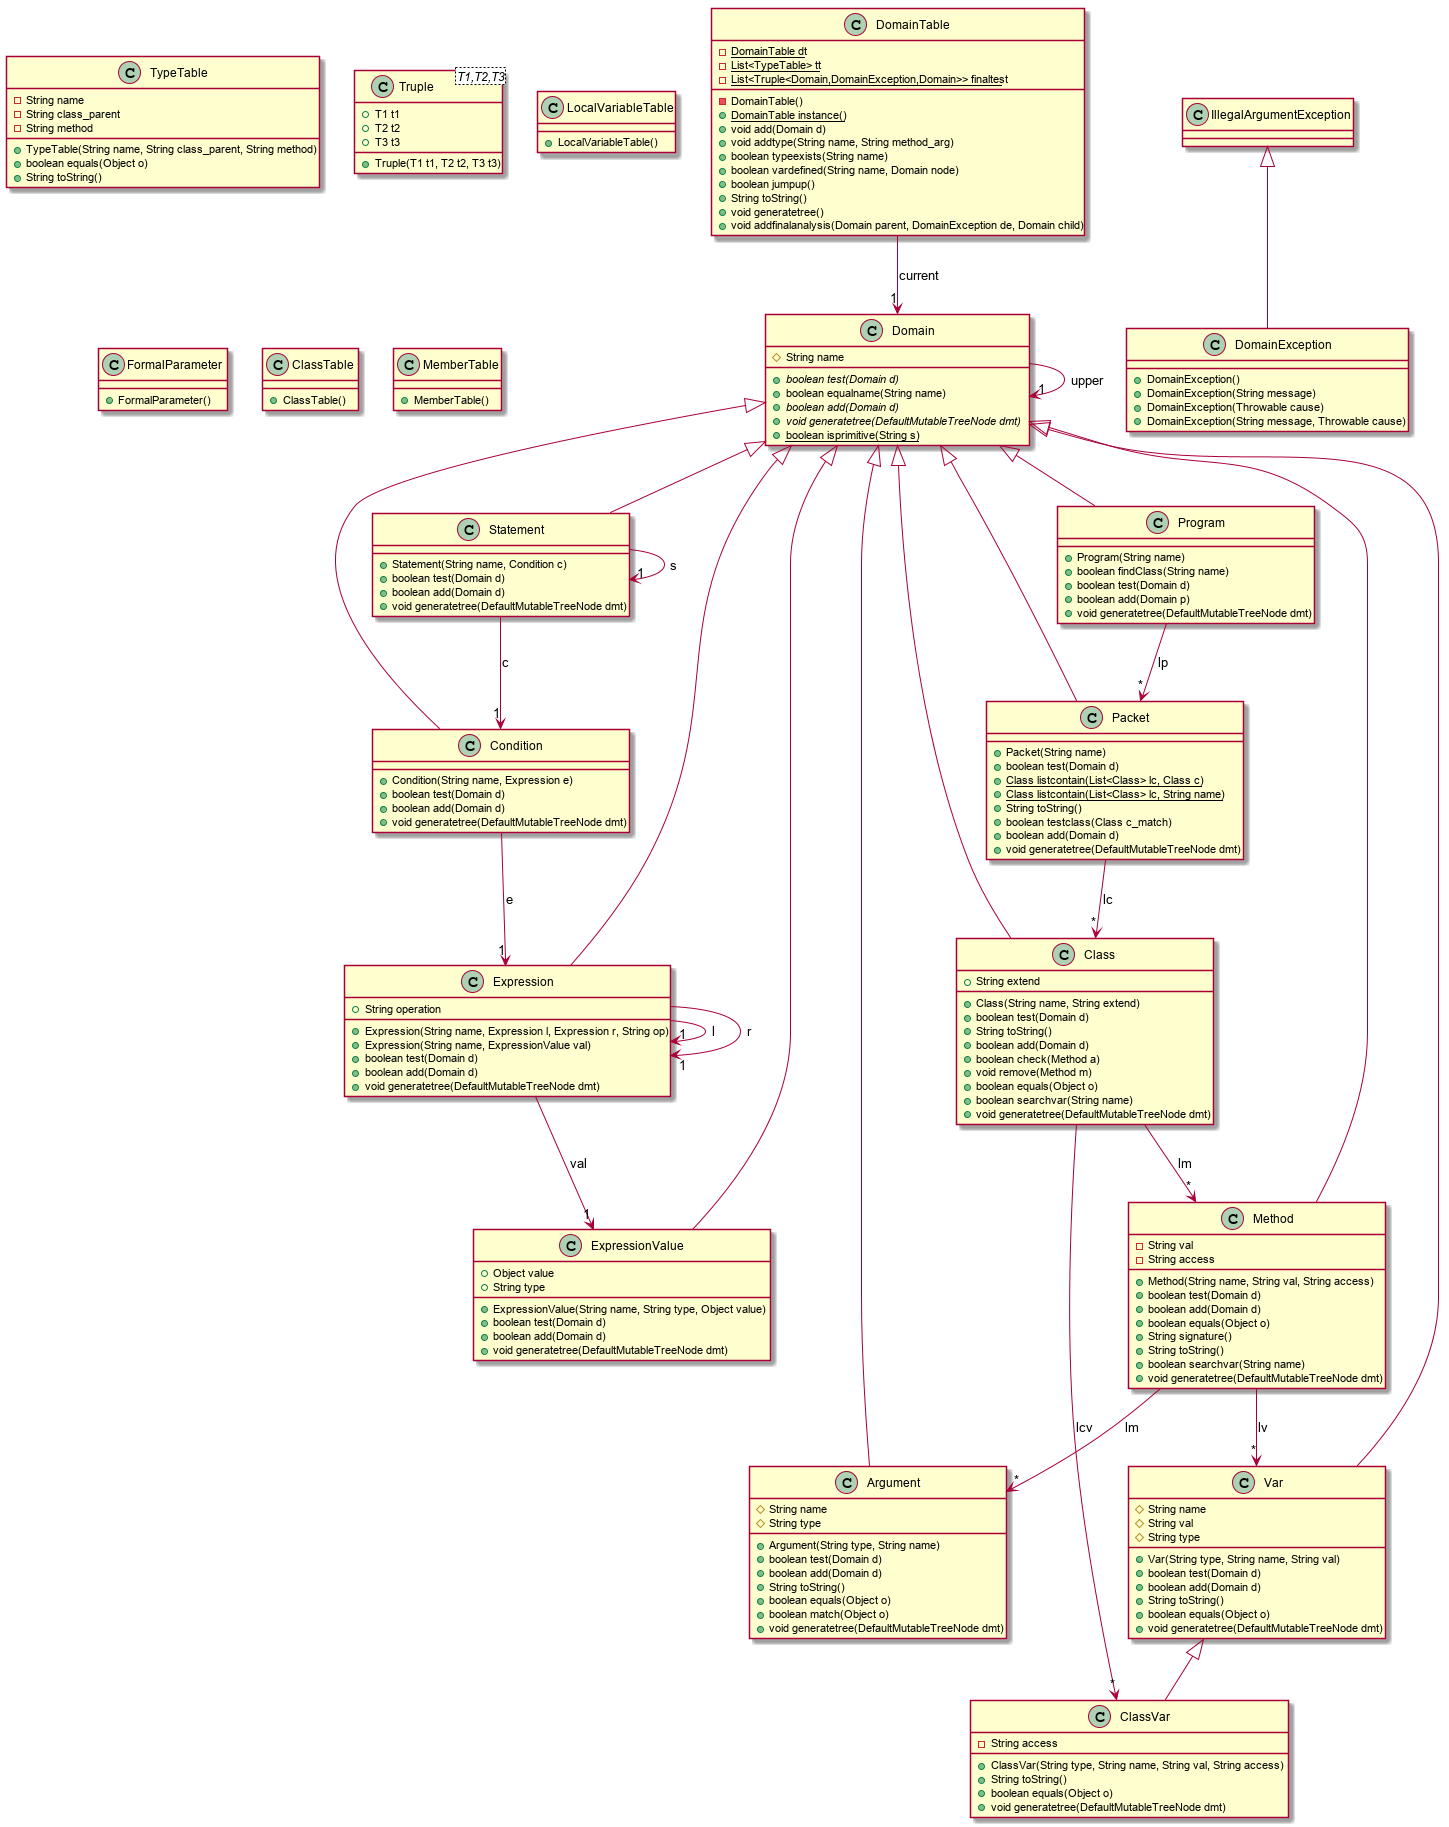 DomainTable
DomainTable dt
List<TypeTable> tt
List<Truple<Domain,DomainException,Domain>> finaltest
DomainTable()
DomainTable instance()
void add(Domain d)
void addtype(String name, String method_arg)
boolean typeexists(String name)
boolean vardefined(String name, Domain node)
boolean jumpup()
String toString()
void generatetree()
void addfinalanalysis(Domain parent, DomainException de, Domain child)
C TypeTable
String name
String class_parent
String method
TypeTable(String name, String class_parent, String method)
boolean equals(Object o)
String toString()
C Truple
T1,T2,T3
T1 t1
T2 t2
T3 t3
Truple(T1 t1, T2 t2, T3 t3)
C LocalVariableTable
LocalVariableTable()
C IllegalArgumentException
current
1
C FormalParameter
FormalParameter()
C ClassTable
ClassTable()
C MemberTable
MemberTable()
C Domain
String name
boolean test(Domain d)
boolean equalname(String name)
boolean add(Domain d)
void generatetree(DefaultMutableTreeNode dmt)
boolean isprimitive(String s)
1
upper
C DomainException
DomainException()
DomainException(String message)
DomainException(Throwable cause)
DomainException(String message, Throwable cause)
C Statement
Statement(String name, Condition c)
boolean test(Domain d)
boolean add(Domain d)
void generatetree(DefaultMutableTreeNode dmt)
1
s
C Program
Program(String name)
boolean findClass(String name)
boolean test(Domain d)
boolean add(Domain p)
void generatetree(DefaultMutableTreeNode dmt)
c
1
lp
*
C Condition
Condition(String name, Expression e)
boolean test(Domain d)
boolean add(Domain d)
void generatetree(DefaultMutableTreeNode dmt)
C Packet
Packet(String name)
boolean test(Domain d)
Class listcontain(List<Class> lc, Class c)
Class listcontain(List<Class> lc, String name)
String toString()
boolean testclass(Class c_match)
boolean add(Domain d)
void generatetree(DefaultMutableTreeNode dmt)
e
1
lc
*
C Expression
String operation
Expression(String name, Expression l, Expression r, String op)
Expression(String name, ExpressionValue val)
boolean test(Domain d)
boolean add(Domain d)
void generatetree(DefaultMutableTreeNode dmt)
1
l
r
1
C Class
String extend
Class(String name, String extend)
boolean test(Domain d)
String toString()
boolean add(Domain d)
boolean check(Method a)
void remove(Method m)
boolean equals(Object o)
boolean searchvar(String name)
void generatetree(DefaultMutableTreeNode dmt)
val
1
lm
*
C ExpressionValue
Object value
String type
ExpressionValue(String name, String type, Object value)
boolean test(Domain d)
boolean add(Domain d)
void generatetree(DefaultMutableTreeNode dmt)
C Method
String val
String access
Method(String name, String val, String access)
boolean test(Domain d)
boolean add(Domain d)
boolean equals(Object o)
String signature()
String toString()
boolean searchvar(String name)
void generatetree(DefaultMutableTreeNode dmt)
lcv
lm
lv
*
*
C Argument
String name
String type
Argument(String type, String name)
boolean test(Domain d)
boolean add(Domain d)
String toString()
boolean equals(Object o)
boolean match(Object o)
void generatetree(DefaultMutableTreeNode dmt)
C Var
String name
String val
String type
Var(String type, String name, String val)
boolean test(Domain d)
boolean add(Domain d)
String toString()
boolean equals(Object o)
void generatetree(DefaultMutableTreeNode dmt)
*
C ClassVar
String access
ClassVar(String type, String name, String val, String access)
String toString()
boolean equals(Object o)
void generatetree(DefaultMutableTreeNode dmt)